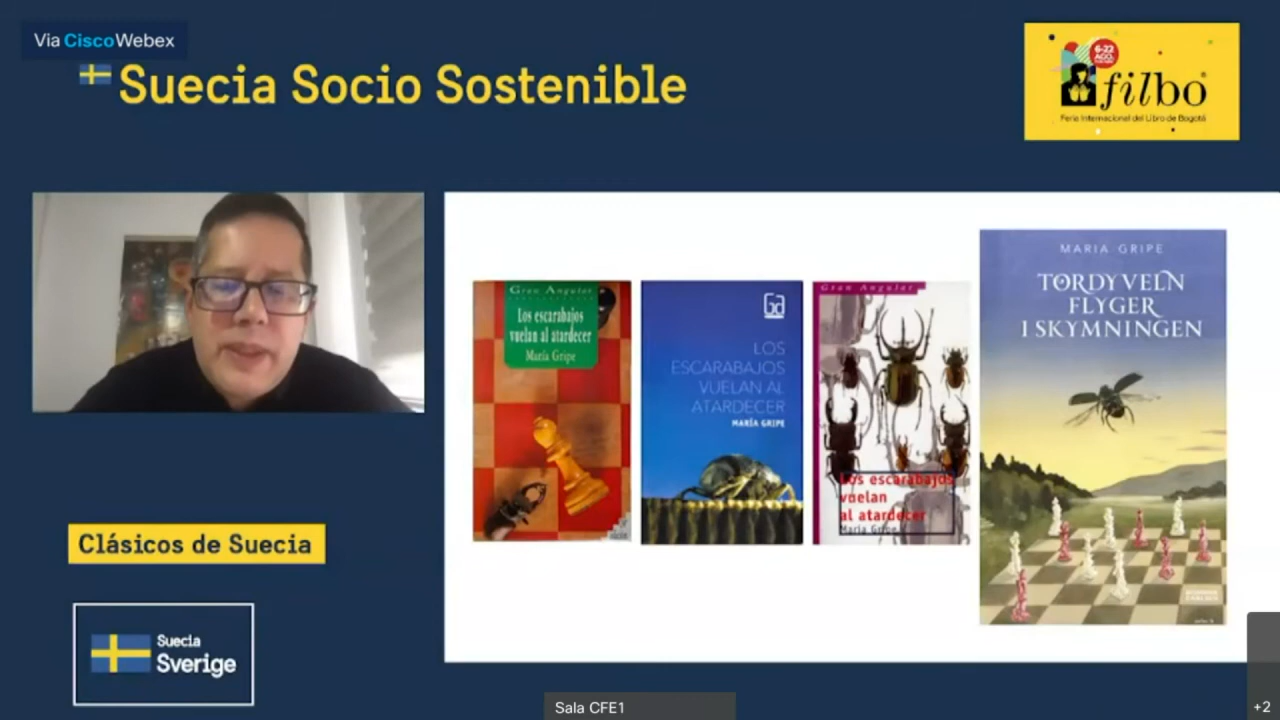 Via CiscoWebex
Suecia Socio Sostenible
6-22
AGO.
filbo
Feria Internacional del Libro de Bogotá
Gran Angular
Los escarabajos
vuelan al atardecer
María Gripe
LOS
ESCARABAJOS
VUELAN AL
ATARDECER
MARÍA GRIPE
Gran Angular
Los escarabajos
vuelan
al atardecer
María Gripe
MARIA GRIPE
TORDYVELN
FLYGER
I SKYMNINGEN
Clásicos de Suecia
Suecia
Sverige
Sala CFE1
+2